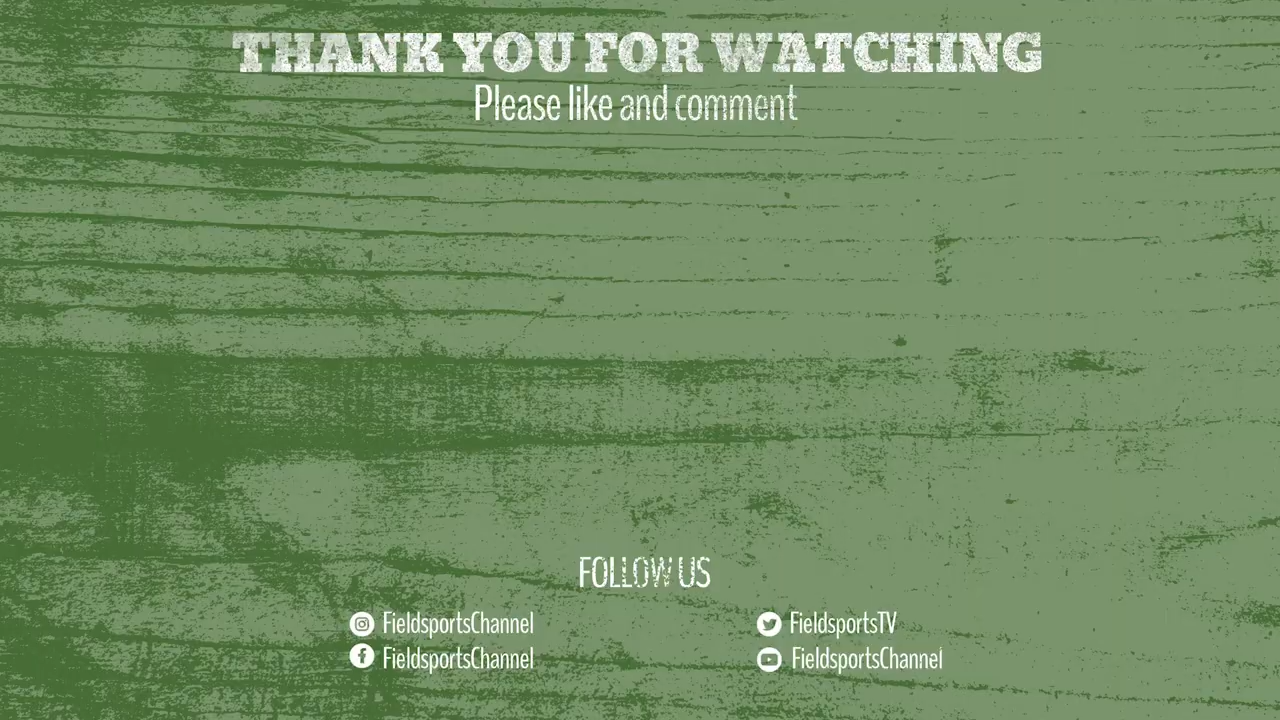 THANK YOU FOR WATCHING
Please like and comment
FOLLOW US
FieldsportsChannel
FieldsportsTV
FieldsportsChannel
FieldsportsChannel